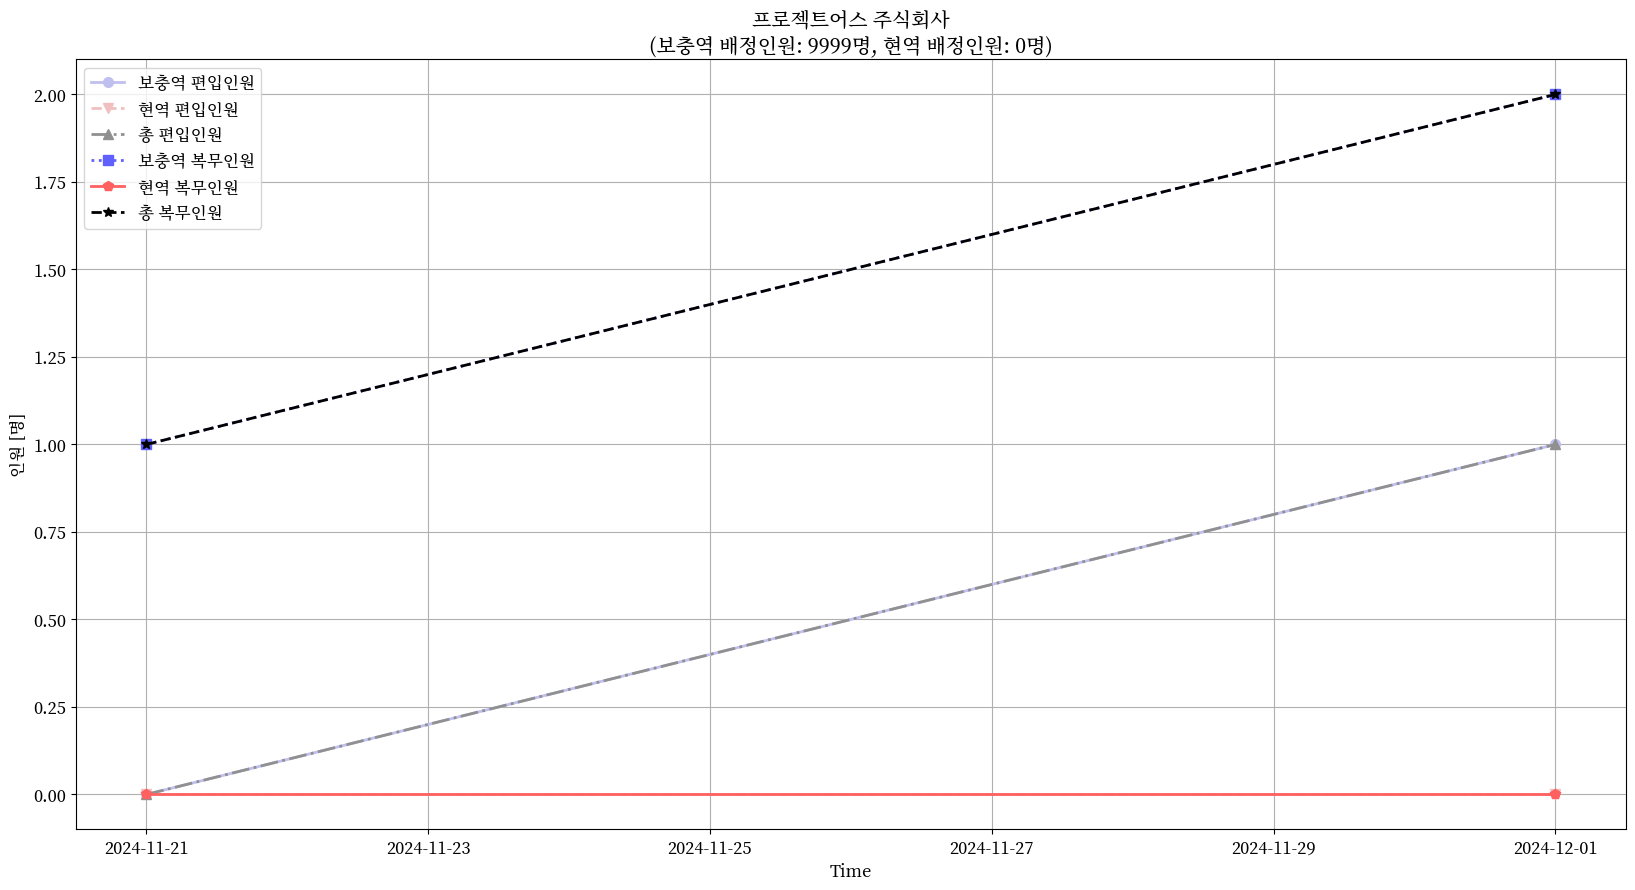 프로젝트어스 주식회사
(보충역 배정인원: 9999명, 현역 배정인원: 0명)
보충역 편입인원
현역 편입인원
총 편입인원
보충역 복무인원
현역 복무인원
총 복무인원
2.00
1.75
1.50
1.25
1.00
0.75
0.50
0.25
0.00
인원 [명]
2024-11-21
2024-11-23
2024-11-25
2024-11-27
2024-11-29
2024-12-01
Time